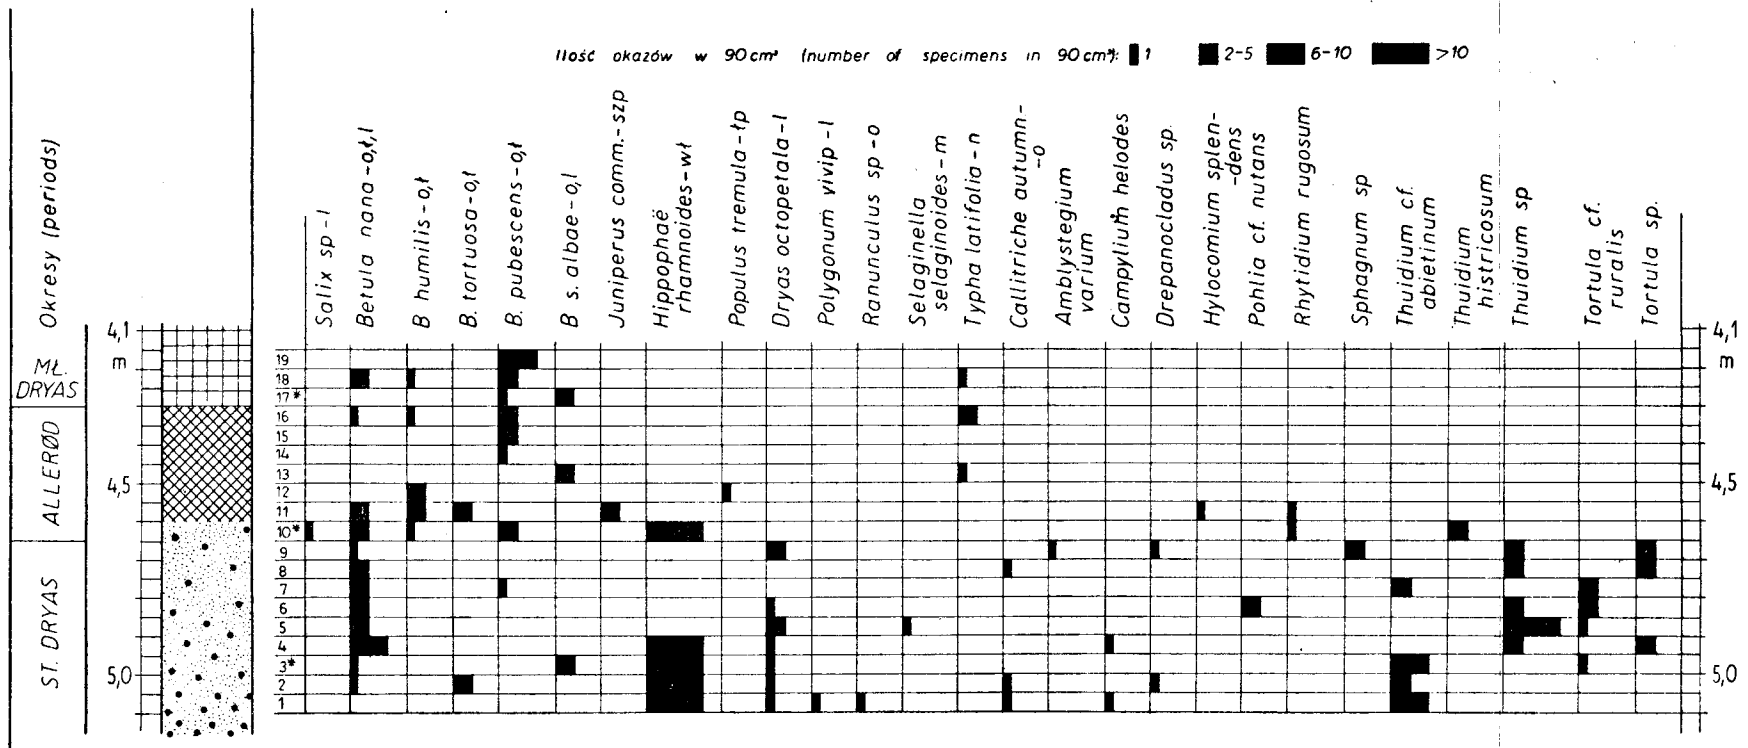 Ilość okazów w 90cm³ (number of specimens in 90cm³): 1 2-5 6-10 >10
Okresy (periods)
Salix sp-l
Betula nana-o,ł,l
B humilis-o,ł
B. tortuosa-o,ł
B. pubescens-o,ł
B s. albae-o,l
Juniperus comm.-szp
Hippophaë
rhamnoides-wł
Populus tremula-łp
Dryas octopetala-l
Polygonum vivip-l
Ranunculus sp-o
Selaginella
selaginoides-m
Typha latifolia-n
Callitriche autumn-
-o
Amblystegium
varium
Campylium helodes
Drepanocladus sp.
Hylocomium splen-
-dens
Pohlia cf. nutans
Rhytidium rugosum
Sphagnum sp
Thuidium cf.
abietinum
Thuidium
histricosum
Thuidium sp
Tortula cf.
ruralis
Tortula sp.
4,1
m
4,5
5,0
MŁ.
DRYAS
ALLERØD
ST. DRYAS
19
18
17*
16
15
14
13
12
11
10*
9
8
7
6
5
4
3*
2
1
4,1
m
4,5
5,0